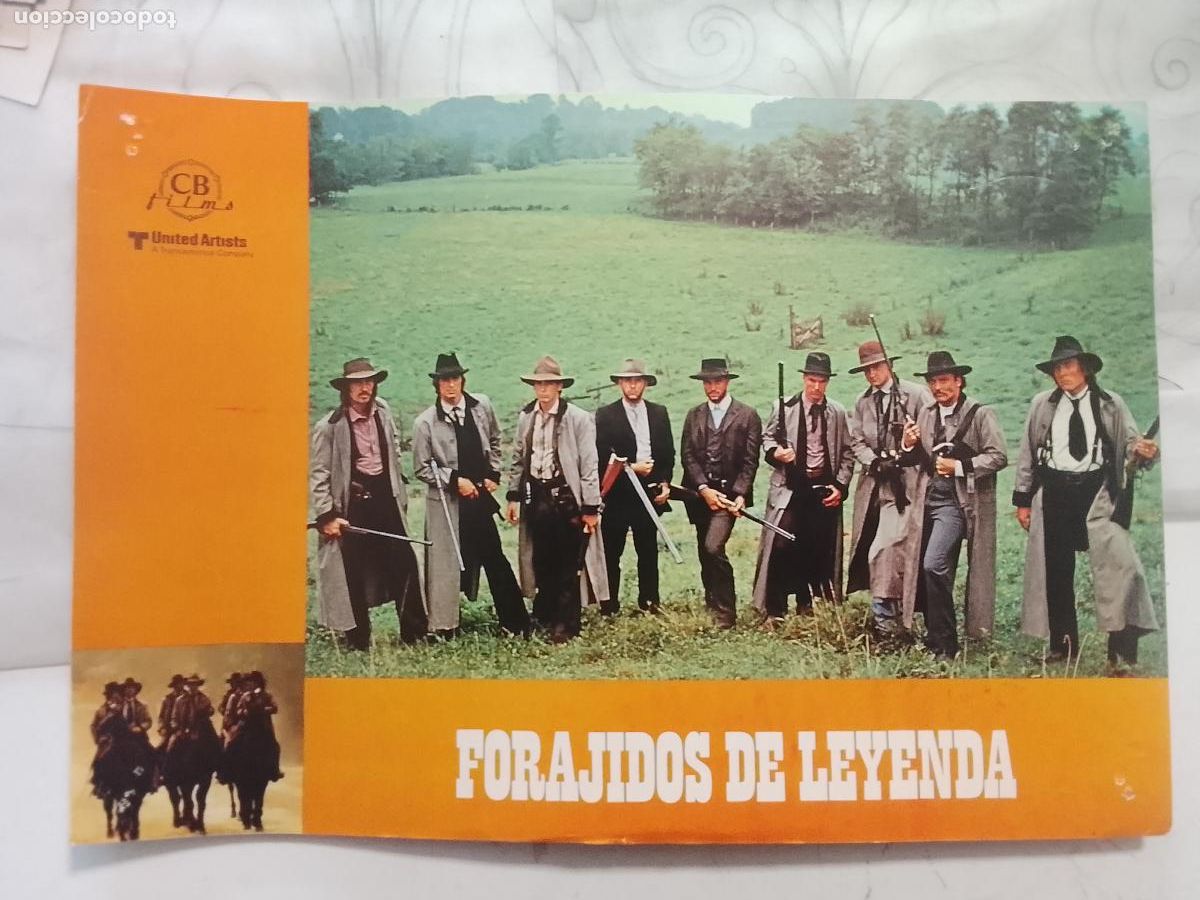 todocoleccion
CB
films
United Artists
A Transamerica Company
FORAJIDOS DE LEYENDA